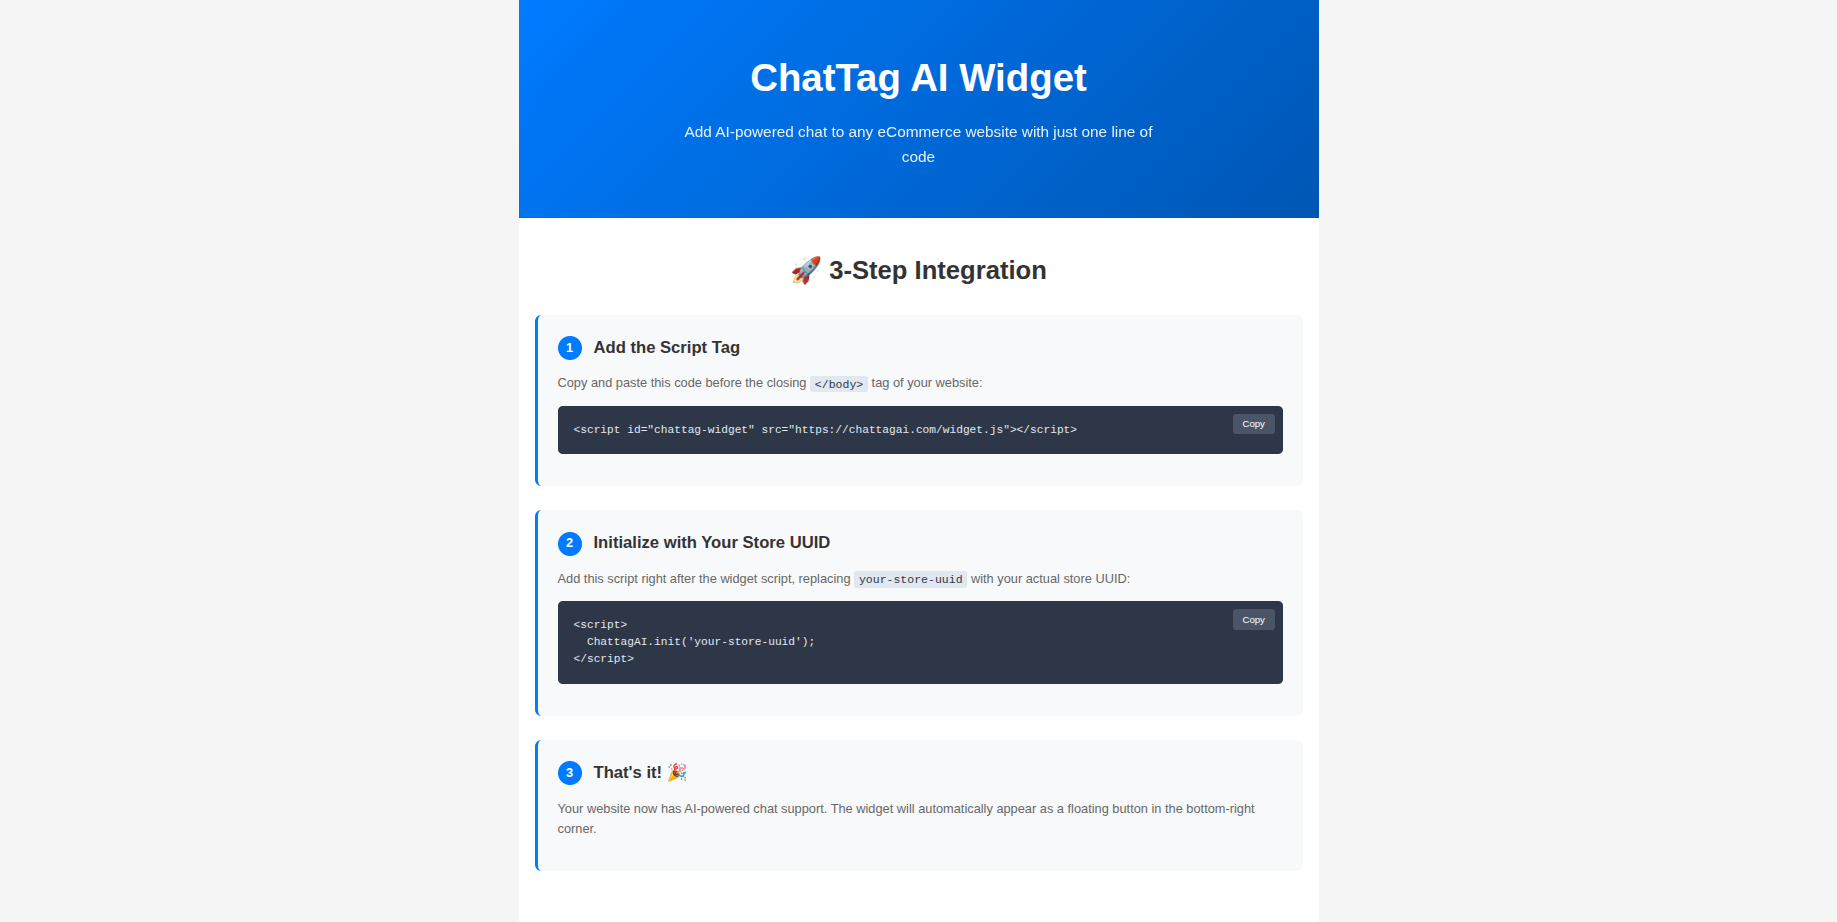 ChatTag AI Widget
Add AI-powered chat to any eCommerce website with just one line of
code
🚀 3-Step Integration
1 Add the Script Tag
Copy and paste this code before the closing </body> tag of your website:
<script id="chattag-widget" src="https://chattagai.com/widget.js"></script>
Copy
2 Initialize with Your Store UUID
Add this script right after the widget script, replacing your-store-uuid with your actual store UUID:
Copy
<script>
  ChattagAI.init('your-store-uuid');
</script>
3 That's it! 🎉
Your website now has AI-powered chat support. The widget will automatically appear as a floating button in the bottom-right
corner.